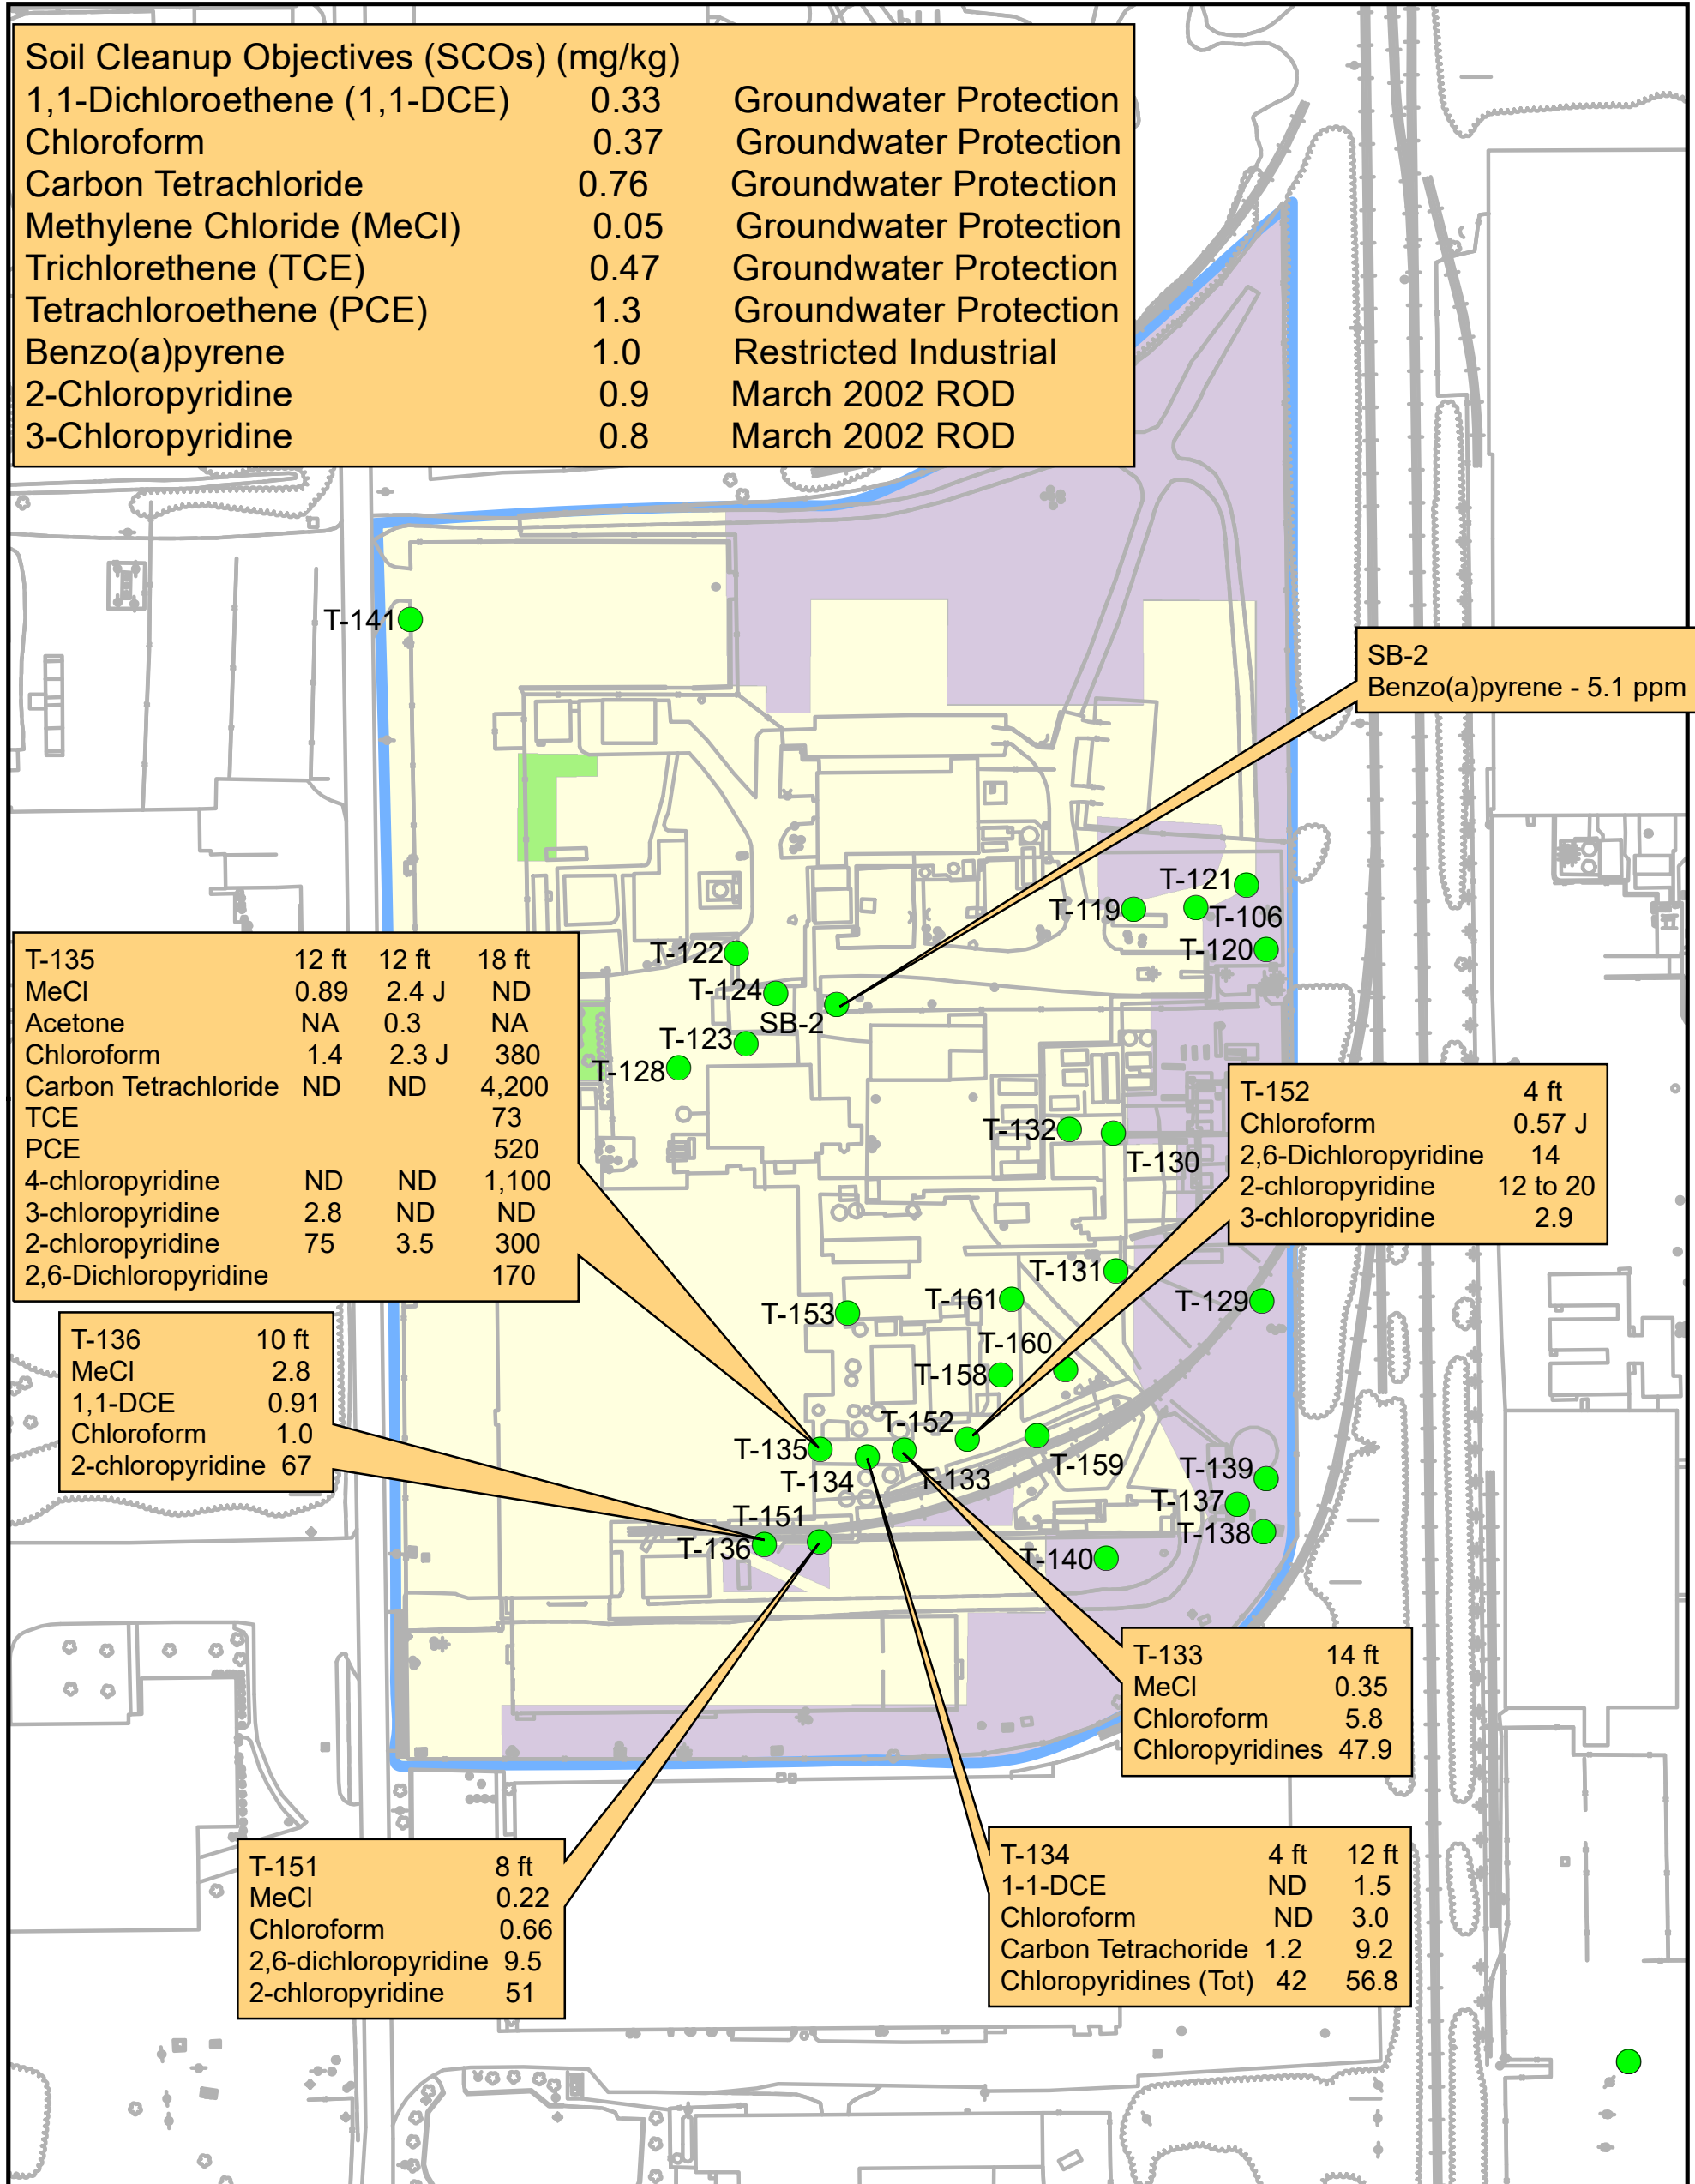 Soil Cleanup Objectives (SCOs) (mg/kg)
1,1-Dichloroethene (1,1-DCE) 0.33 Groundwater Protection
Chloroform 0.37 Groundwater Protection
Carbon Tetrachloride 0.76 Groundwater Protection
Methylene Chloride (MeCl) 0.05 Groundwater Protection
Trichlorethene (TCE) 0.47 Groundwater Protection
Tetrachloroethene (PCE) 1.3 Groundwater Protection
Benzo(a)pyrene 1.0 Restricted Industrial
2-Chloropyridine 0.9 March 2002 ROD
3-Chloropyridine 0.8 March 2002 ROD
T-141
SB-2
Benzo(a)pyrene - 5.1 ppm
T-121
T-119
T-106
T-120
T-122
T-124
SB-2
T-123
T-128
T-135 12 ft 12 ft 18 ft
MeCl 0.89 2.4 J ND
Acetone NA 0.3 NA
Chloroform 1.4 2.3 J 380
Carbon Tetrachloride ND ND 4,200
TCE 73
PCE 520
4-chloropyridine ND ND 1,100
3-chloropyridine 2.8 ND ND
2-chloropyridine 75 3.5 300
2,6-Dichloropyridine 170
T-132
T-130
T-152 4 ft
Chloroform 0.57 J
2,6-Dichloropyridine 14
2-chloropyridine 12 to 20
3-chloropyridine 2.9
T-131
T-161
T-153
T-129
T-160
T-158
T-136 10 ft
MeCl 2.8
1,1-DCE 0.91
Chloroform 1.0
2-chloropyridine 67
T-152
T-135
T-134
T-133
T-159
T-139
T-137
T-138
T-151
T-136
T-140
T-133 14 ft
MeCl 0.35
Chloroform 5.8
Chloropyridines 47.9
T-151 8 ft
MeCl 0.22
Chloroform 0.66
2,6-dichloropyridine 9.5
2-chloropyridine 51
T-134 4 ft 12 ft
1-1-DCE ND 1.5
Chloroform ND 3.0
Carbon Tetrachoride 1.2 9.2
Chloropyridines (Tot) 42 56.8